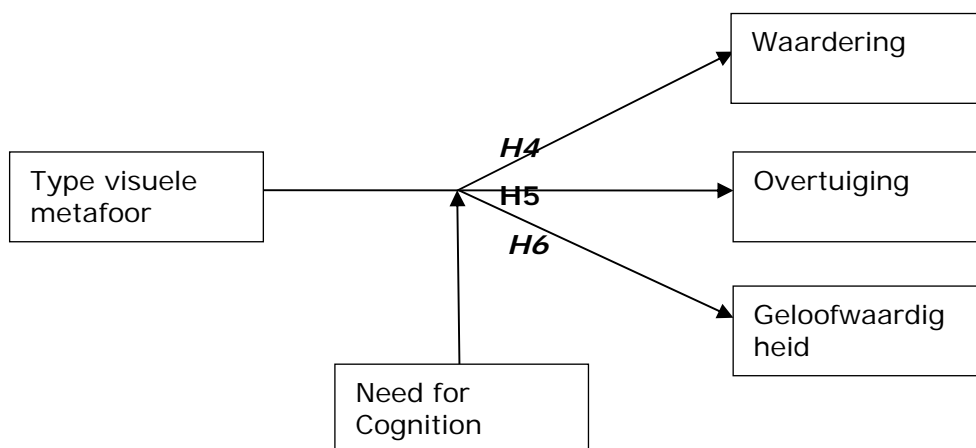 Waardering
H4
Type visuele
metafoor
H5
Overtuiging
H6
Geloofwaardig
heid
Need for
Cognition